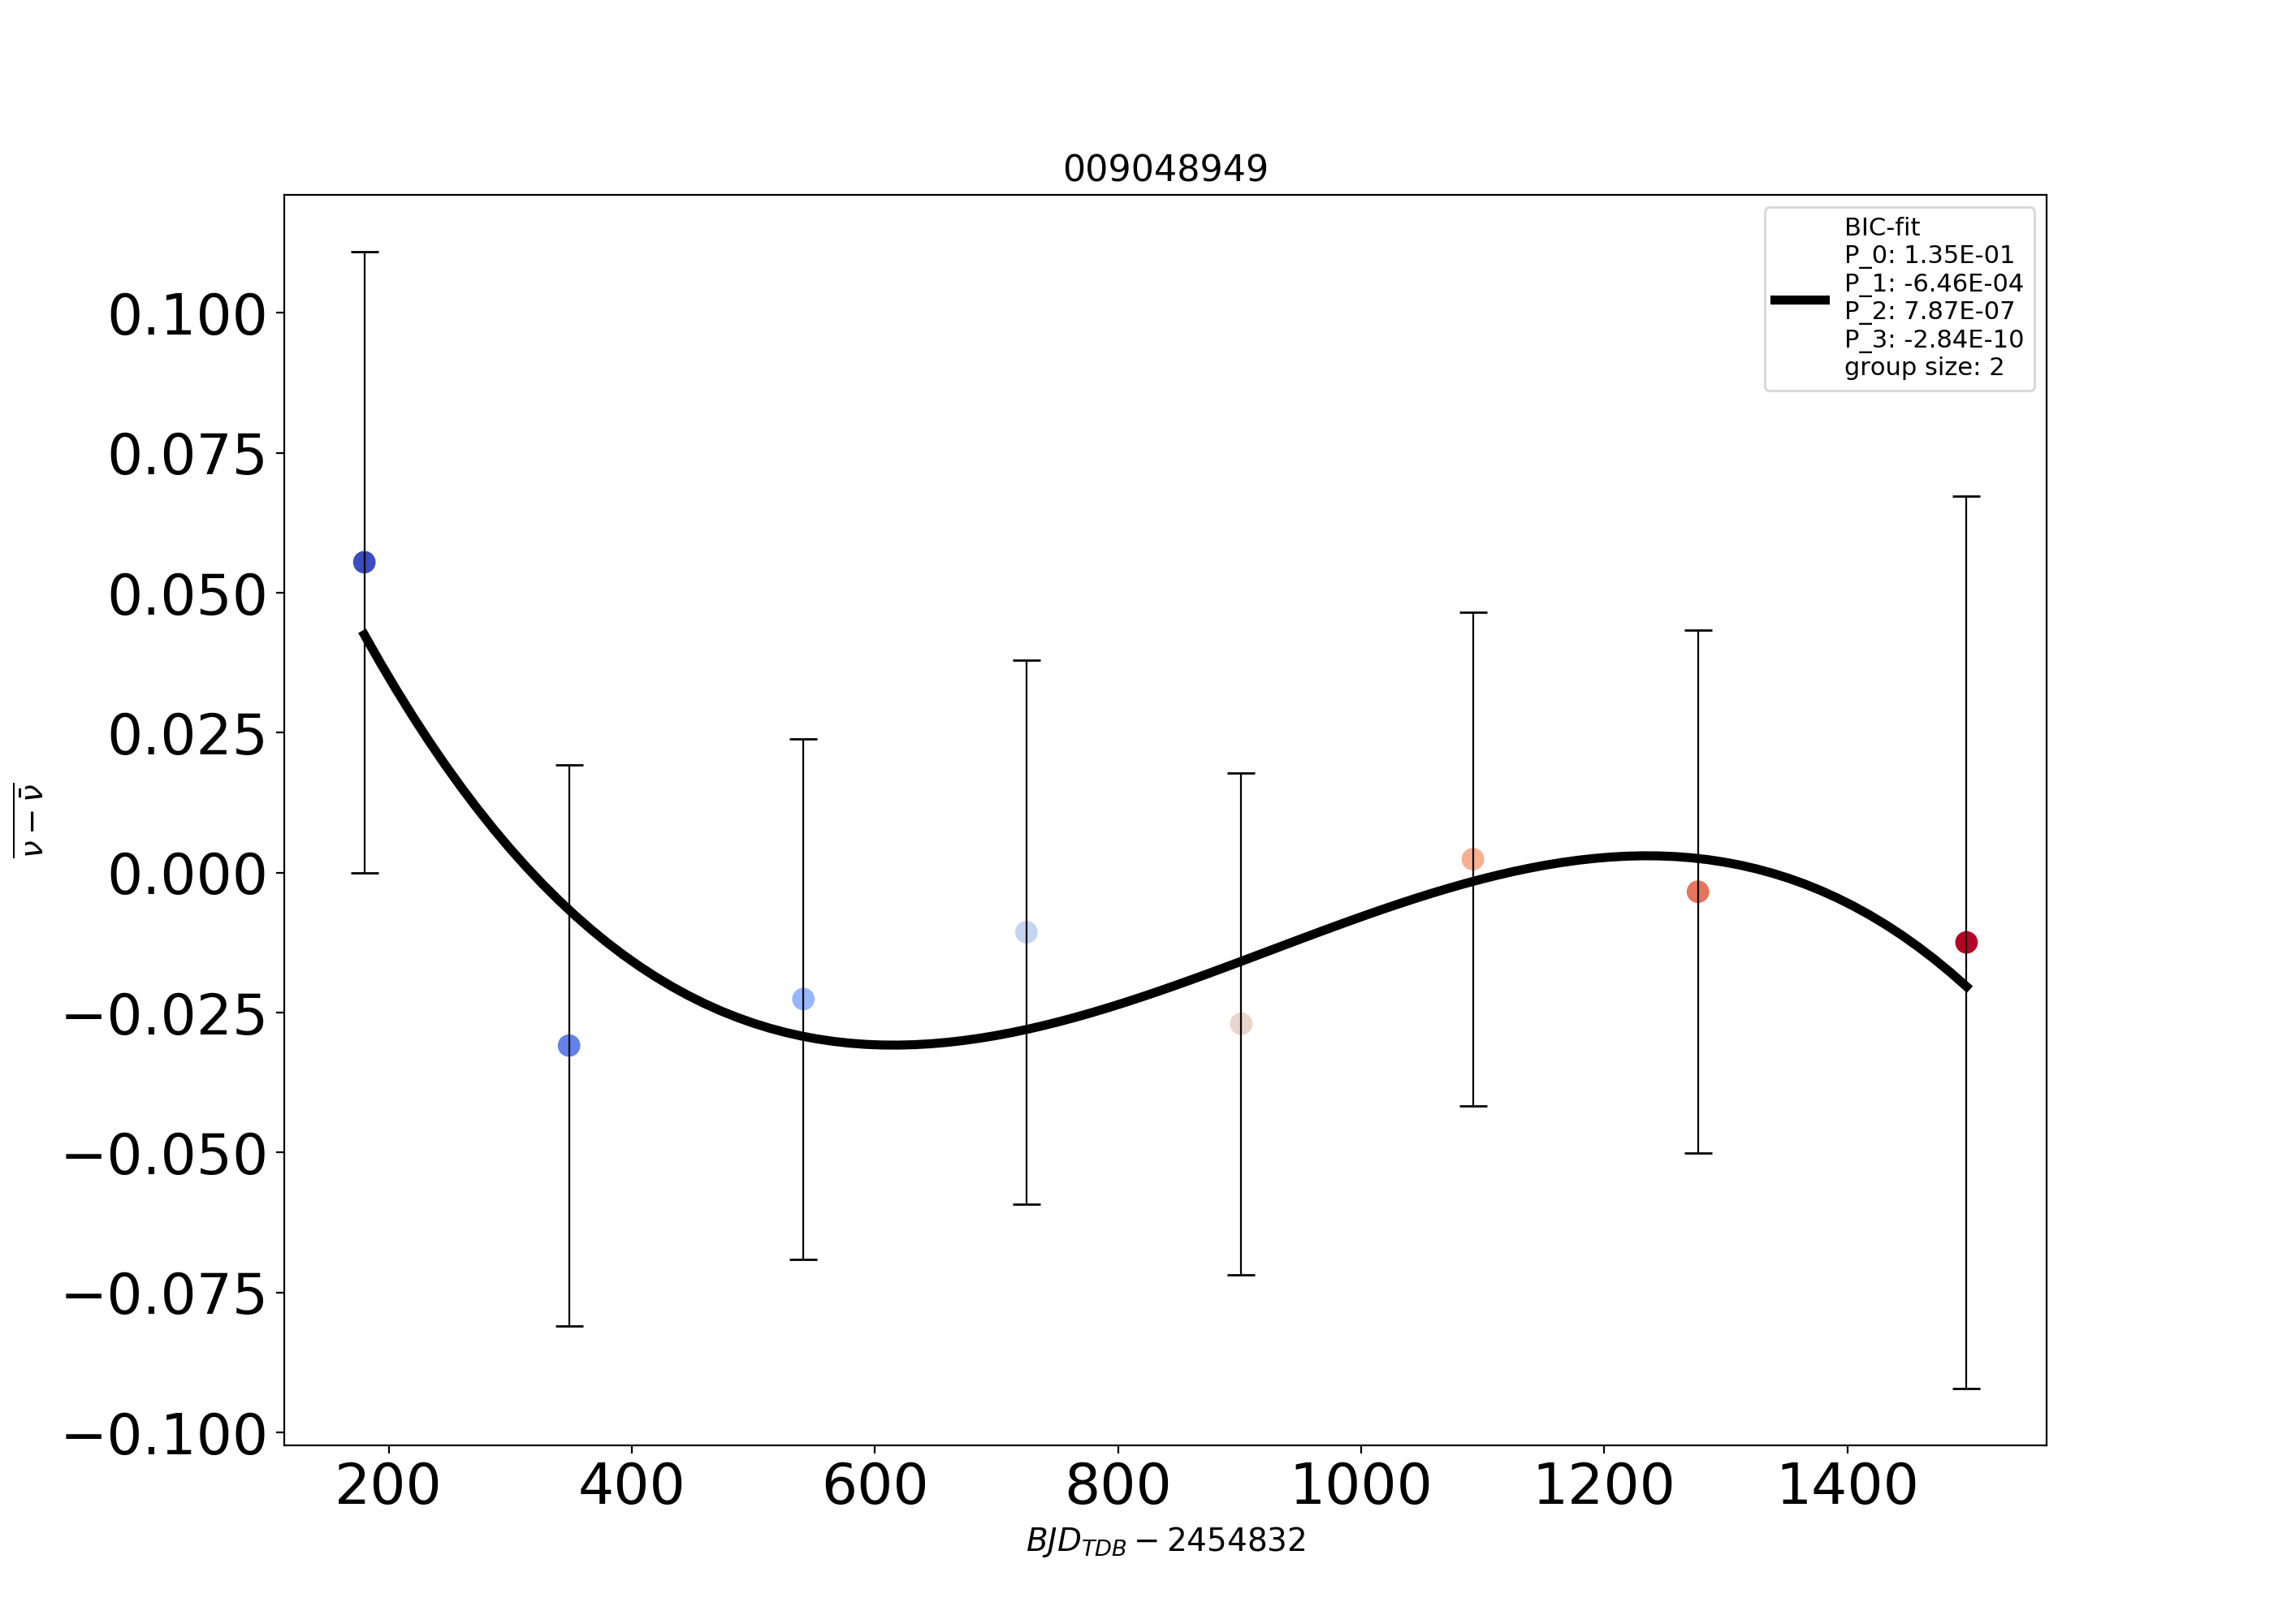 009048949
BIC-fit
P_0: 1.35E-01
P_1: -6.46E-04
P_2: 7.87E-07
P_3: -2.84E-10
group size: 2
0.100
0.075
0.050
0.025
0.000
−0.025
−0.050
−0.075
−0.100
ν − ν̄
200 400 600 800 1000 1200 1400
BJD_TDB − 2454832